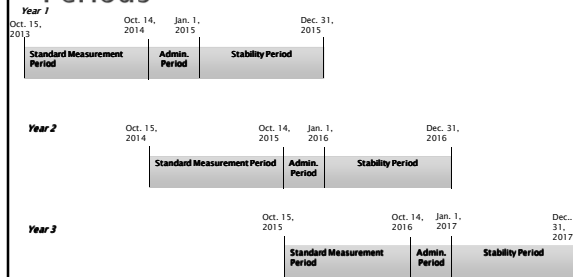 Periods
Year 1
Oct. 15,
2013
Oct. 14,
2014
Jan. 1,
2015
Dec. 31,
2015
Standard Measurement
Period
Admin.
Period
Stability Period
Year 2
Oct. 15,
2014
Oct. 14,
2015
Jan. 1,
2016
Dec. 31,
2016
Standard Measurement Period
Admin.
Period
Stability Period
Year 3
Oct. 15,
2015
Oct. 14,
2016
Jan. 1,
2017
Dec..
31,
2017
Standard Measurement
Period
Admin.
Period
Stability Period